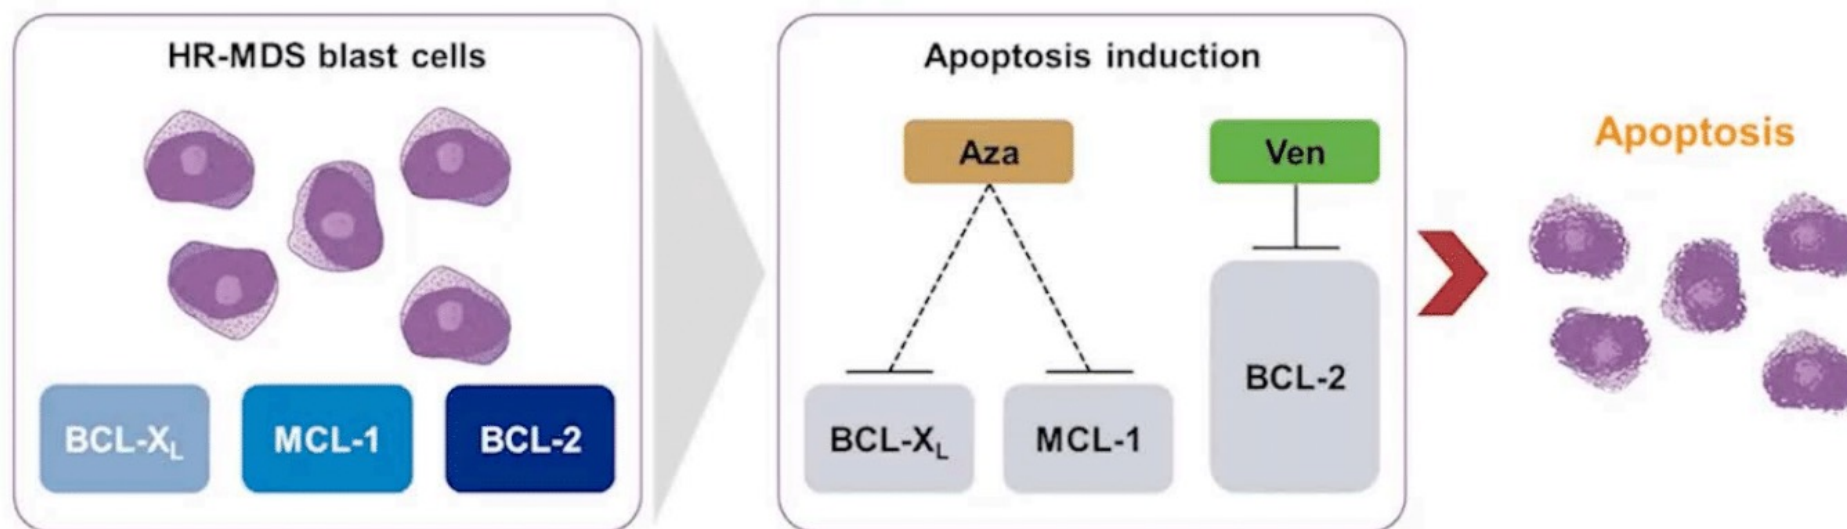 HR-MDS blast cells
BCL-XL
MCL-1
BCL-2
Apoptosis induction
Aza
Ven
BCL-XL
MCL-1
BCL-2
Apoptosis